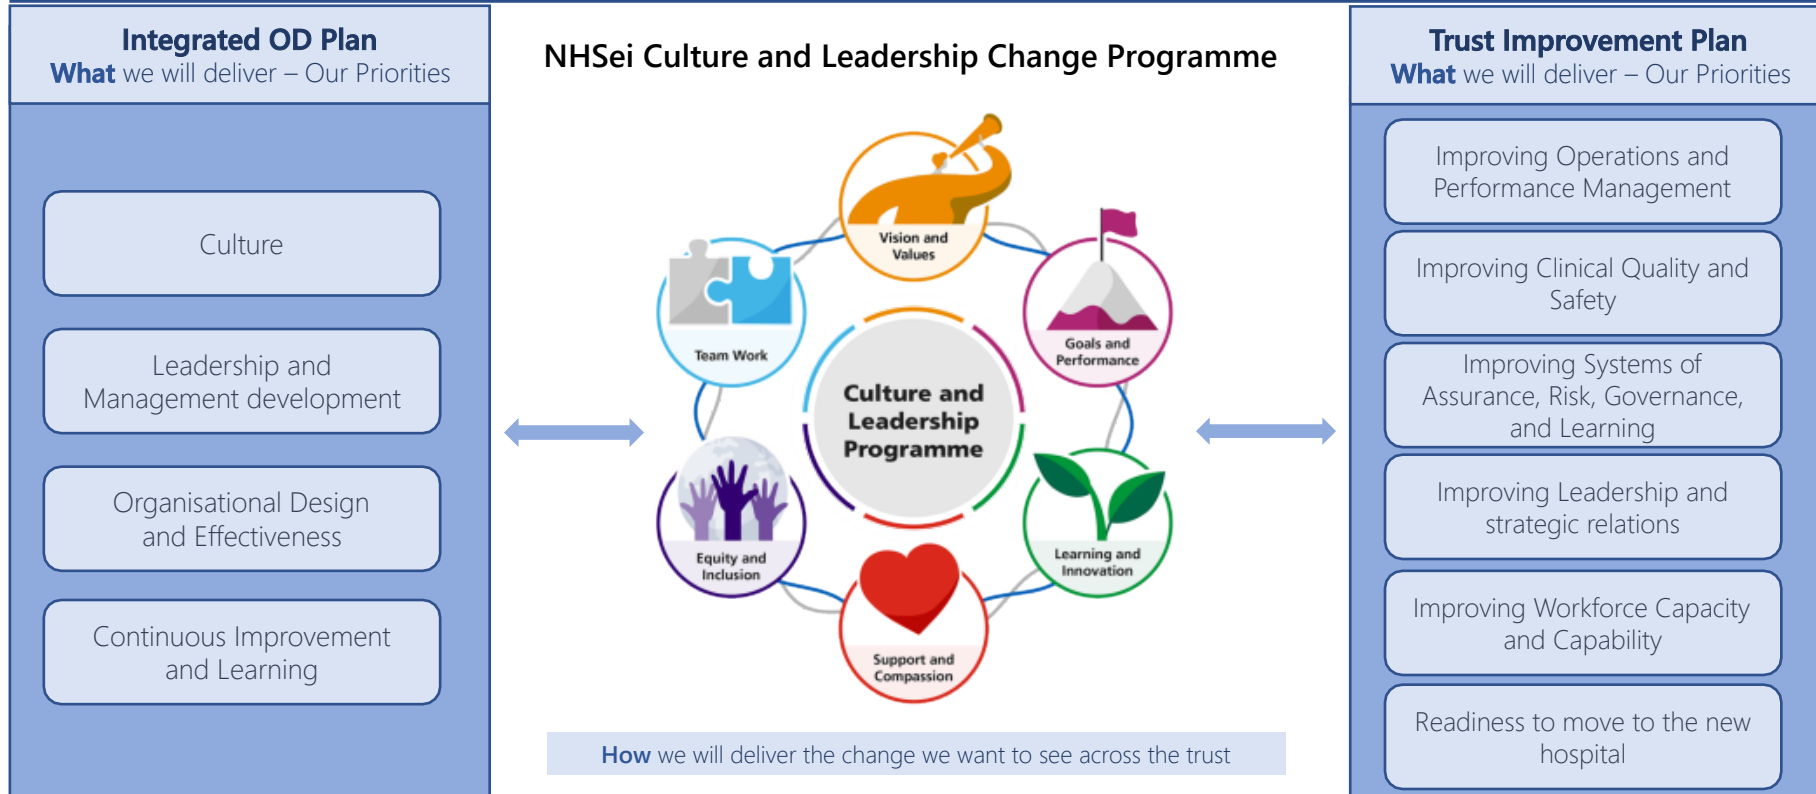 Integrated OD Plan
What we will deliver – Our Priorities
Culture
Leadership and
Management development
Organisational Design
and Effectiveness
Continuous Improvement
and Learning
NHSei Culture and Leadership Change Programme
Vision and
Values
Goals and
Performance
Learning and
Innovation
Support and
Compassion
Equity and
Inclusion
Team Work
Culture and
Leadership
Programme
How we will deliver the change we want to see across the trust
Trust Improvement Plan
What we will deliver – Our Priorities
Improving Operations and
Performance Management
Improving Clinical Quality and
Safety
Improving Systems of
Assurance, Risk, Governance,
and Learning
Improving Leadership and
strategic relations
Improving Workforce Capacity
and Capability
Readiness to move to the new
hospital